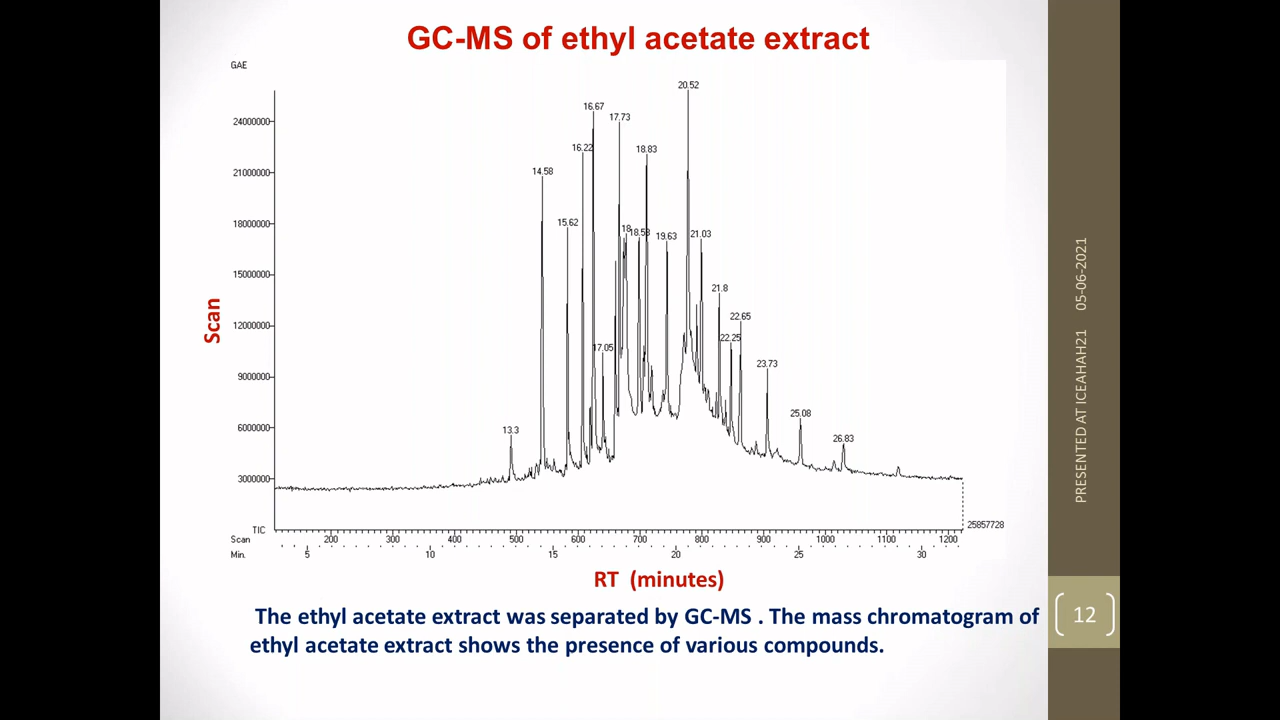 GC-MS of ethyl acetate extract
GAE
20.52
16.67
17.73
24000000
16.22
18.83
14.58
21000000
15.62
18000000
18
18.53
19.63
21.03
15000000
21.8
22.65
12000000
22.25
17.05
23.73
9000000
25.08
13.3
26.83
6000000
3000000
Scan
25857728
TIC
Scan 200 300 400 500 600 700 800 900 1000 1100 1200
Min. 5 10 15 20 25 30
RT (minutes)
The ethyl acetate extract was separated by GC-MS . The mass chromatogram of
ethyl acetate extract shows the presence of various compounds.
PRESENTED AT ICEAHAH21 05-06-2021
12